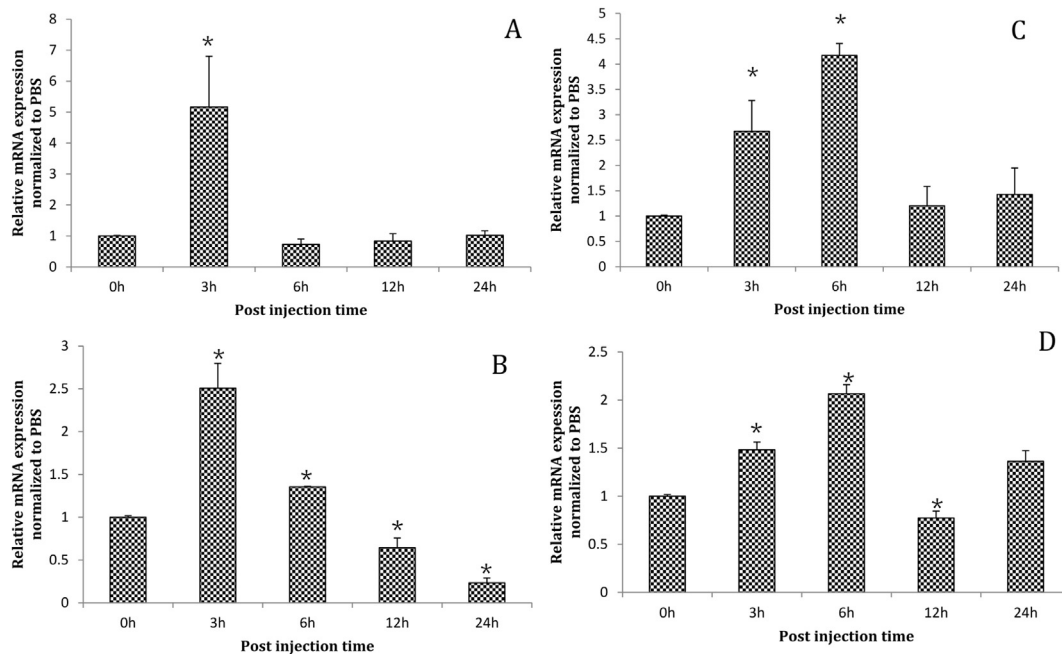 A
Relative mRNA expression
normalized to PBS
8
7
6
5
4
3
2
1
0
*
0h 3h 6h 12h 24h
Post injection time
B
Relative mRNA expression
normalized to PBS
3
2.5
2
1.5
1
0.5
0
* * * *
0h 3h 6h 12h 24h
Post injection time
C
Relative mRNA expression
normalized to PBS
5
4.5
4
3.5
3
2.5
2
1.5
1
0.5
0
* *
0h 3h 6h 12h 24h
Post injection time
D
Relative mRNA expession
normalized to PBS
2.5
2
1.5
1
0.5
0
* * *
0h 3h 6h 12h 24h
Post injection time